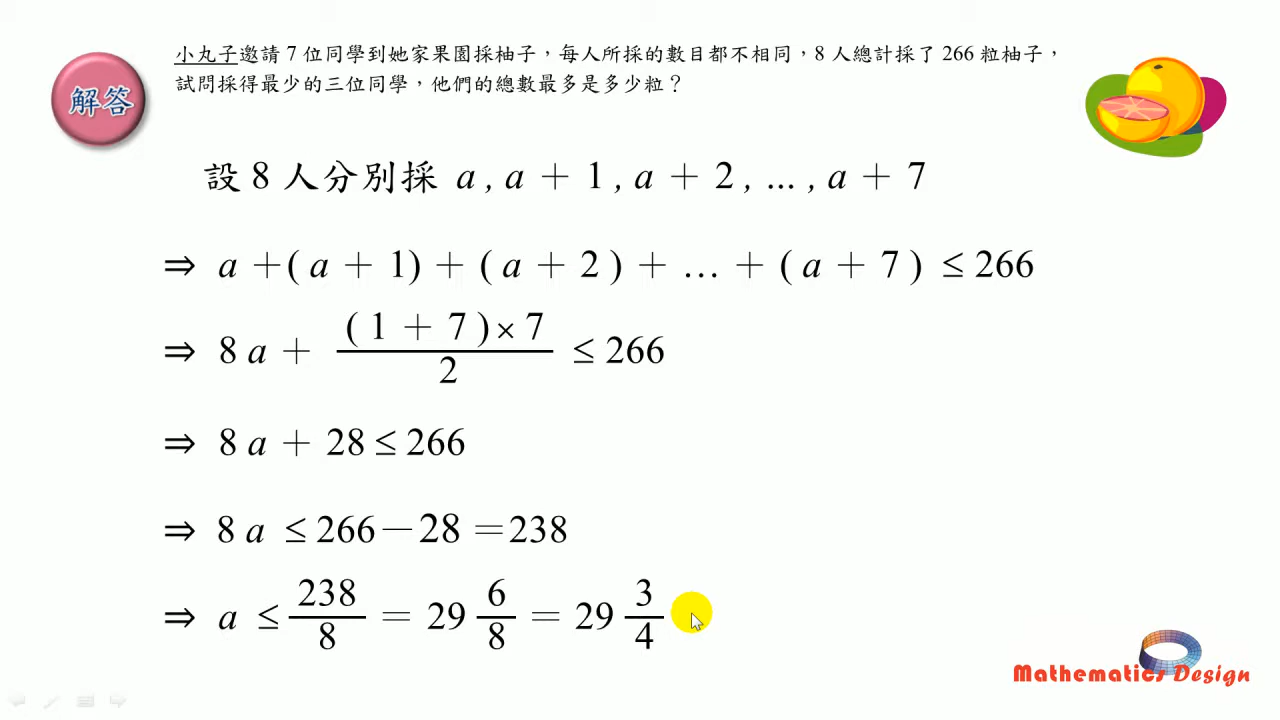 小丸子邀請 7 位同學到她家果園採柚子，每人所採的數目都不相同，8 人總計採了 266 粒柚子，
試問採得最少的三位同學，他們的總數最多是多少粒？
解答
設 8 人分別採 a , a + 1 , a + 2 , ... , a + 7
⇒ a + ( a + 1 ) + ( a + 2 ) + … + ( a + 7 ) ≤ 266
⇒ 8 a + ( 1 + 7 ) × 7 / 2 ≤ 266
⇒ 8 a + 28 ≤ 266
⇒ 8 a ≤ 266 − 28 = 238
⇒ a ≤ 238 / 8 = 29 6/8 = 29 3/4
Mathematics Design